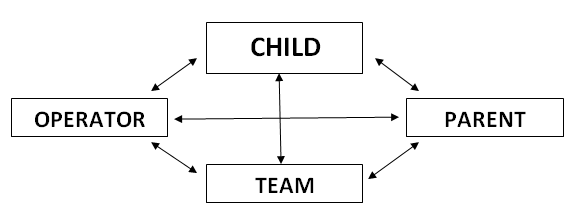 CHILD
OPERATOR
PARENT
TEAM